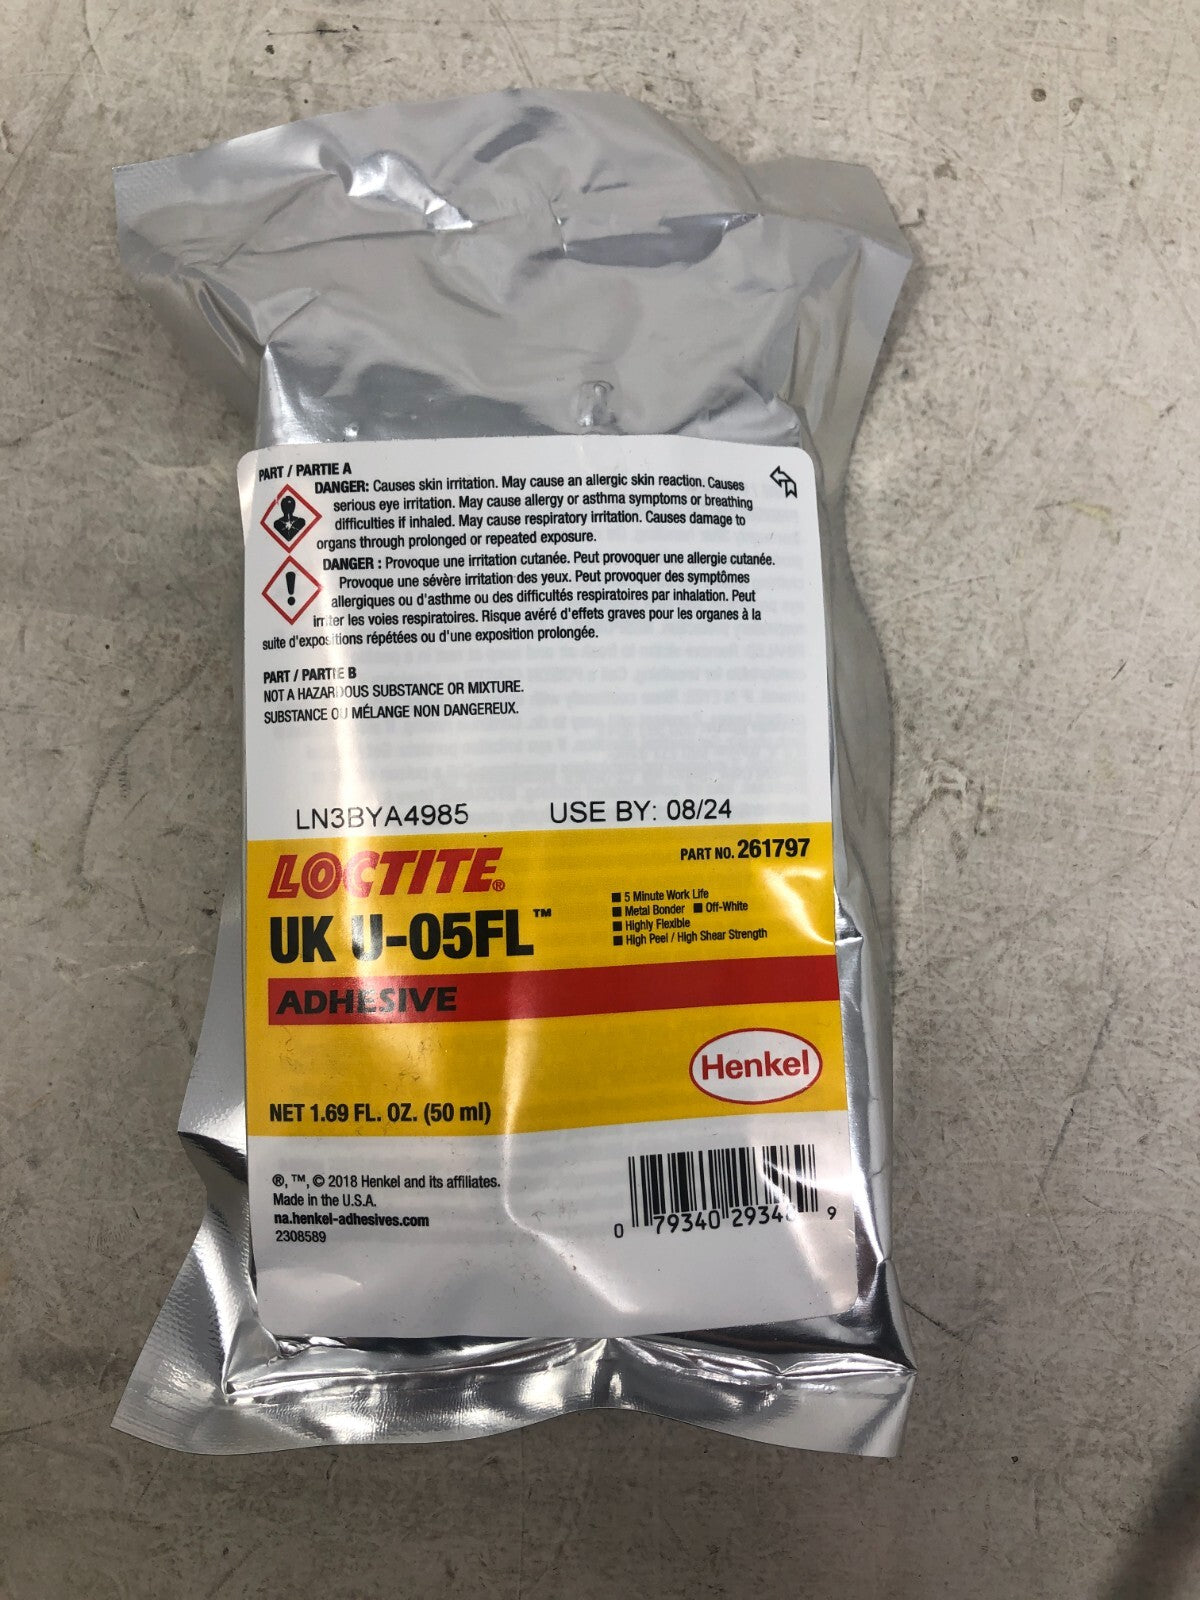 PART / PARTIE A
DANGER: Causes skin irritation. May cause an allergic skin reaction. Causes
serious eye irritation. May cause allergy or asthma symptoms or breathing
difficulties if inhaled. May cause respiratory irritation. Causes damage to
organs through prolonged or repeated exposure.
DANGER : Provoque une irritation cutanée. Peut provoquer une allergie cutanée.
Provoque une sévère irritation des yeux. Peut provoquer des symptômes
allergiques ou d'asthme ou des difficultés respiratoires par inhalation. Peut
irriter les voies respiratoires. Risque avéré d'effets graves pour les organes à la
suite d'expositions répétées ou d'une exposition prolongée.
PART / PARTIE B
NOT A HAZARDOUS SUBSTANCE OR MIXTURE.
SUBSTANCE OU MÉLANGE NON DANGEREUX.
LN3BYA4985 USE BY: 08/24
LOCTITE®
PART NO. 261797
UK U-05FL™
■ 5 Minute Work Life
■ Metal Bonder ■ Off-White
■ Highly Flexible
■ High Peel / High Shear Strength
ADHESIVE
Henkel
NET 1.69 FL. OZ. (50 ml)
®, ™, © 2018 Henkel and its affiliates.
Made in the U.S.A.
na.henkel-adhesives.com
2308589
0 79340 29348 9